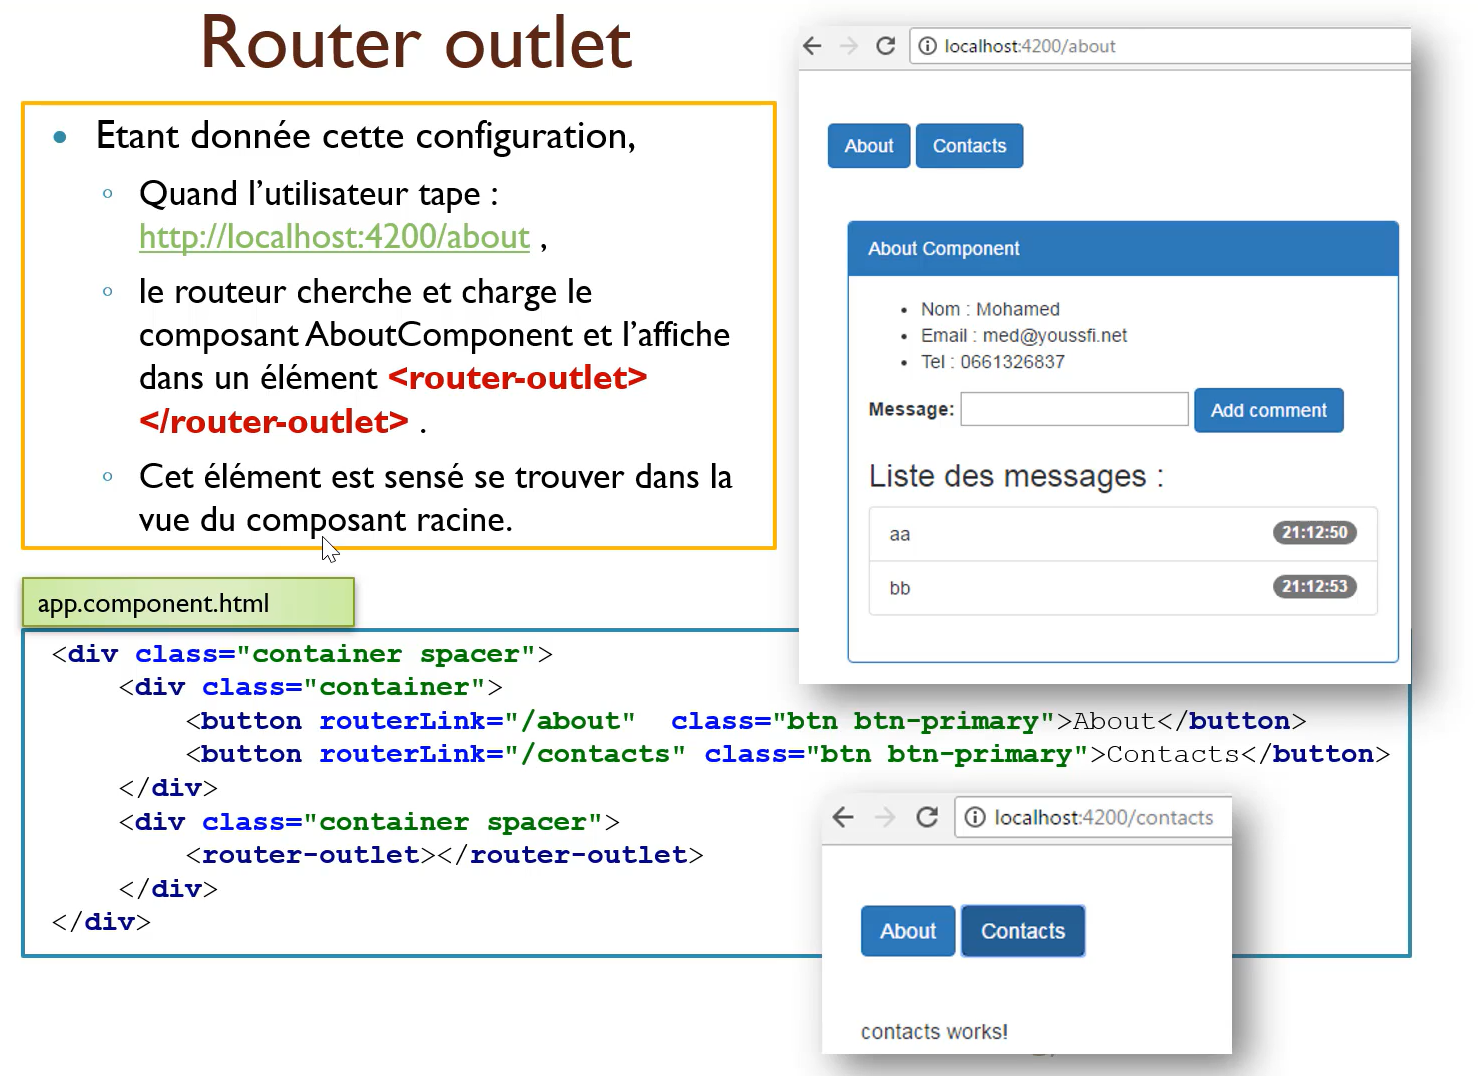 Router outlet
Etant donnée cette configuration,
Quand l’utilisateur tape :
http://localhost:4200/about ,
le routeur cherche et charge le
composant AboutComponent et l’affiche
dans un élément <router-outlet>
</router-outlet> .
Cet élément est sensé se trouver dans la
vue du composant racine.
localhost:4200/about
About Contacts
About Component
Nom : Mohamed
Email : med@youssfi.net
Tel : 0661326837
Message: Add comment
Liste des messages :
aa 21:12:50
bb 21:12:53
app.component.html
<div class="container spacer">
<div class="container">
<button routerLink="/about" class="btn btn-primary">About</button>
<button routerLink="/contacts" class="btn btn-primary">Contacts</button>
</div>
<div class="container spacer">
<router-outlet></router-outlet>
</div>
</div>
localhost:4200/contacts
About Contacts
contacts works!